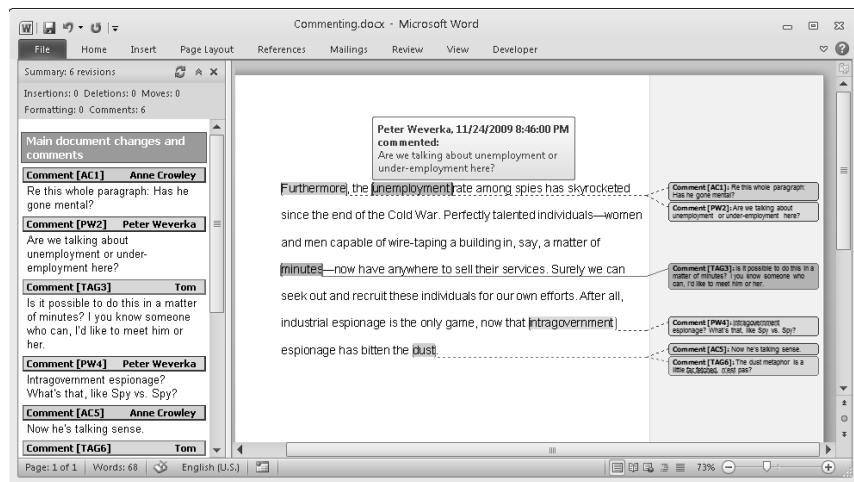 Commenting.docx - Microsoft Word
File Home Insert Page Layout References Mailings Review View Developer
Summary: 6 revisions
Insertions: 0 Deletions: 0 Moves: 0
Formatting: 0 Comments: 6
Main document changes and
comments
Comment [AC1] Anne Crowley
Re this whole paragraph: Has he
gone mental?
Comment [PW2] Peter Weverka
Are we talking about
unemployment or under-
employment here?
Comment [TAG3] Tom
Is it possible to do this in a matter
of minutes? I you know someone
who can, I'd like to meet him or
her.
Comment [PW4] Peter Weverka
Intragovernment espionage?
What's that, like Spy vs. Spy?
Comment [AC5] Anne Crowley
Now he's talking sense.
Comment [TAG6] Tom
Peter Weverka, 11/24/2009 8:46:00 PM
commented:
Are we talking about unemployment or
under-employment here?
Furthermore, the unemployment rate among spies has skyrocketed
since the end of the Cold War. Perfectly talented individuals—women
and men capable of wire-taping a building in, say, a matter of
minutes—now have anywhere to sell their services. Surely we can
seek out and recruit these individuals for our own efforts. After all,
industrial espionage is the only game, now that intragovernment
espionage has bitten the dust.
Comment [AC1]: Re this whole paragraph:
Has he gone mental?
Comment [PW2]: Are we talking about
unemployment or under-employment here?
Comment [TAG3]: Is it possible to do this in a
matter of minutes? I you know someone who
can, I'd like to meet him or her.
Comment [PW4]: Intragovernment
espionage? What's that, like Spy vs. Spy?
Comment [AC5]: Now he's talking sense.
Comment [TAG6]: The dust metaphor is a
little far fetched, n'est pas?
Page: 1 of 1 Words: 68 English (U.S.) 73%